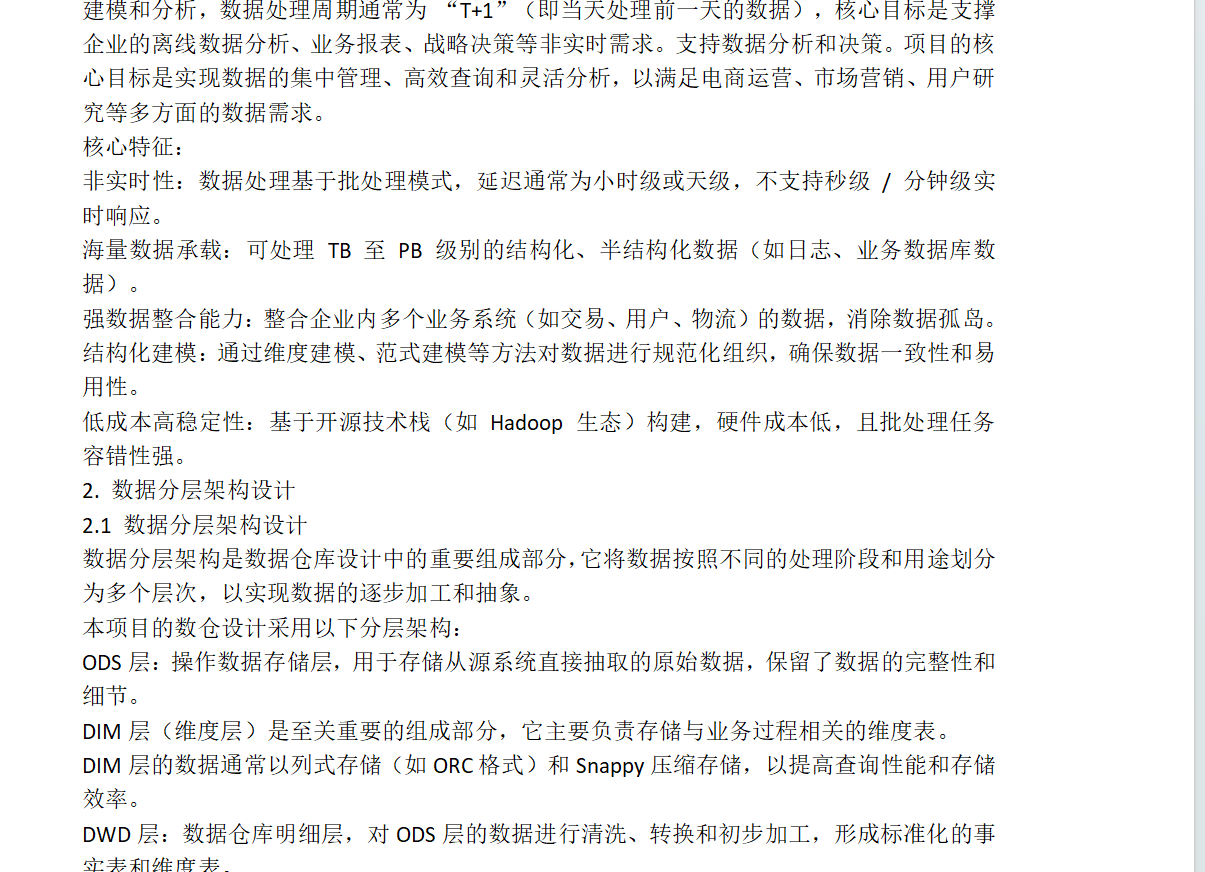 建模和分析，数据处理周期通常为 “T+1”（即当天处理前一天的数据），核心目标是支撑
企业的离线数据分析、业务报表、战略决策等非实时需求。支持数据分析和决策。项目的核
心目标是实现数据的集中管理、高效查询和灵活分析，以满足电商运营、市场营销、用户研
究等多方面的数据需求。
核心特征：
非实时性：数据处理基于批处理模式，延迟通常为小时级或天级，不支持秒级 / 分钟级实
时响应。
海量数据承载：可处理 TB 至 PB 级别的结构化、半结构化数据（如日志、业务数据库数
据）。
强数据整合能力：整合企业内多个业务系统（如交易、用户、物流）的数据，消除数据孤岛。
结构化建模：通过维度建模、范式建模等方法对数据进行规范化组织，确保数据一致性和易
用性。
低成本高稳定性：基于开源技术栈（如 Hadoop 生态）构建，硬件成本低，且批处理任务
容错性强。
2. 数据分层架构设计
2.1 数据分层架构设计
数据分层架构是数据仓库设计中的重要组成部分，它将数据按照不同的处理阶段和用途划分
为多个层次，以实现数据的逐步加工和抽象。
本项目的数仓设计采用以下分层架构：
ODS 层：操作数据存储层，用于存储从源系统直接抽取的原始数据，保留了数据的完整性和
细节。
DIM 层（维度层）是至关重要的组成部分，它主要负责存储与业务过程相关的维度表。
DIM 层的数据通常以列式存储（如 ORC 格式）和 Snappy 压缩存储，以提高查询性能和存储
效率。
DWD 层：数据仓库明细层，对 ODS 层的数据进行清洗、转换和初步加工，形成标准化的事
实表和维度表。